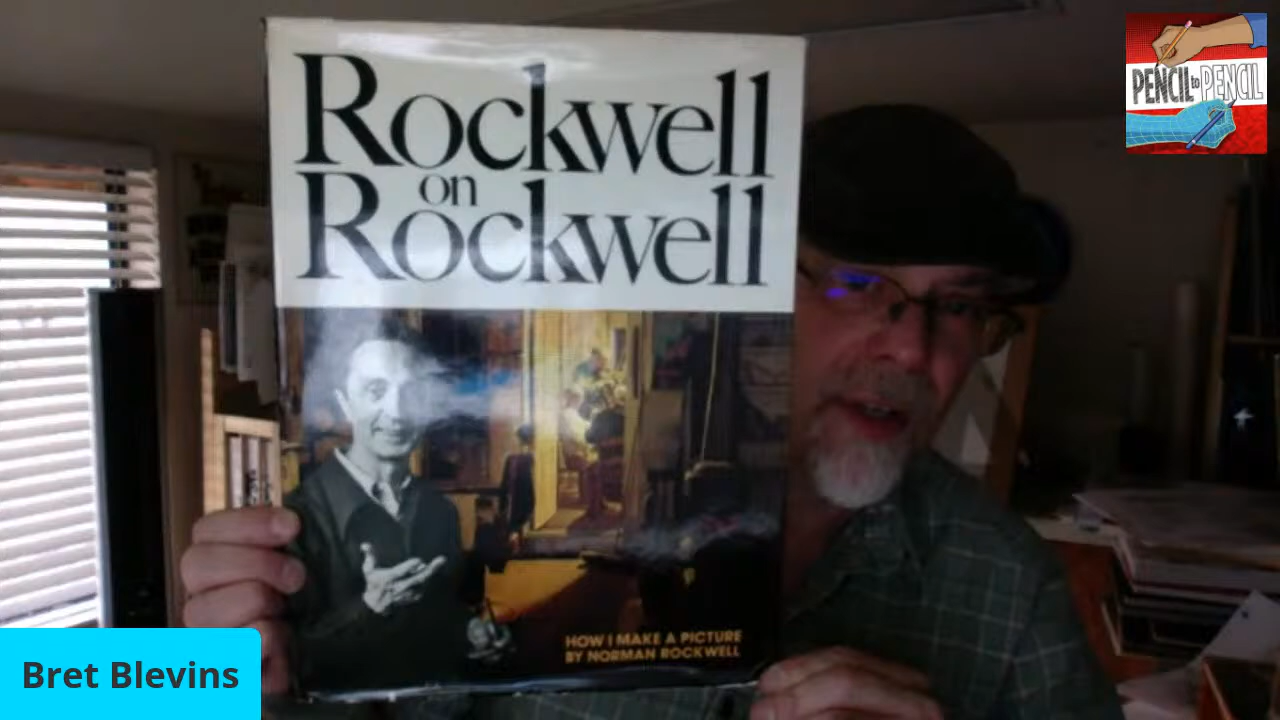 Rockwell
on
Rockwell
HOW I MAKE A PICTURE
BY NORMAN ROCKWELL
PENCIL to PENCIL
Bret Blevins